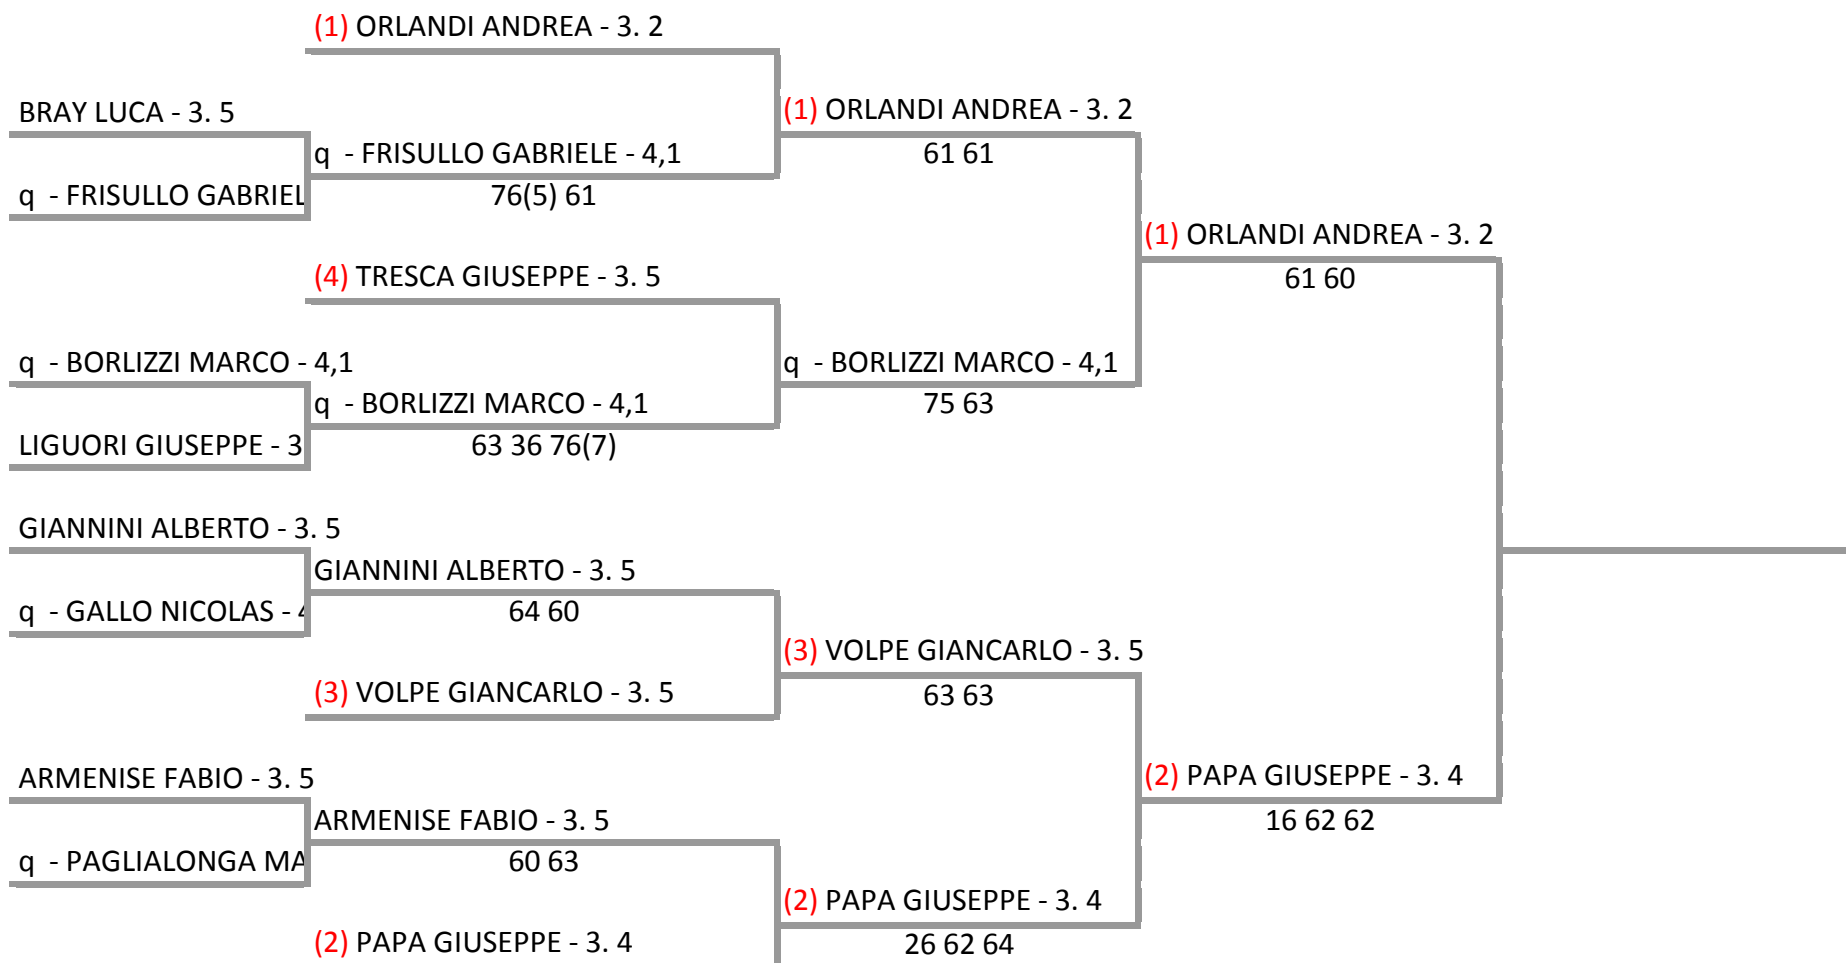 (1) ORLANDI ANDREA - 3. 2
BRAY LUCA - 3. 5
(1) ORLANDI ANDREA - 3. 2
q - FRISULLO GABRIELE - 4,1
61 61
q - FRISULLO GABRIEL
76(5) 61
(1) ORLANDI ANDREA - 3. 2
(4) TRESCA GIUSEPPE - 3. 5
61 60
q - BORLIZZI MARCO - 4,1
q - BORLIZZI MARCO - 4,1
q - BORLIZZI MARCO - 4,1
75 63
LIGUORI GIUSEPPE - 3
63 36 76(7)
GIANNINI ALBERTO - 3. 5
GIANNINI ALBERTO - 3. 5
q - GALLO NICOLAS -
64 60
(3) VOLPE GIANCARLO - 3. 5
(3) VOLPE GIANCARLO - 3. 5
63 63
ARMENISE FABIO - 3. 5
(2) PAPA GIUSEPPE - 3. 4
ARMENISE FABIO - 3. 5
16 62 62
q - PAGLIALONGA MA
60 63
(2) PAPA GIUSEPPE - 3. 4
(2) PAPA GIUSEPPE - 3. 4
26 62 64